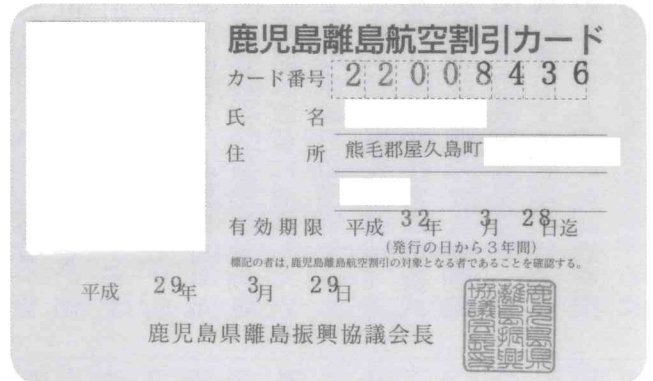 鹿児島離島航空割引カード
カード番号 22008436
氏名
住所 熊毛郡屋久島町
有効期限 平成 32年 3月 28日迄
(発行の日から3年間)
標記の者は、鹿児島離島航空割引の対象となる者であることを確認する。
平成 29年 3月 29日
鹿児島県離島振興協議会長
鹿児島県
離島振興
協議会長